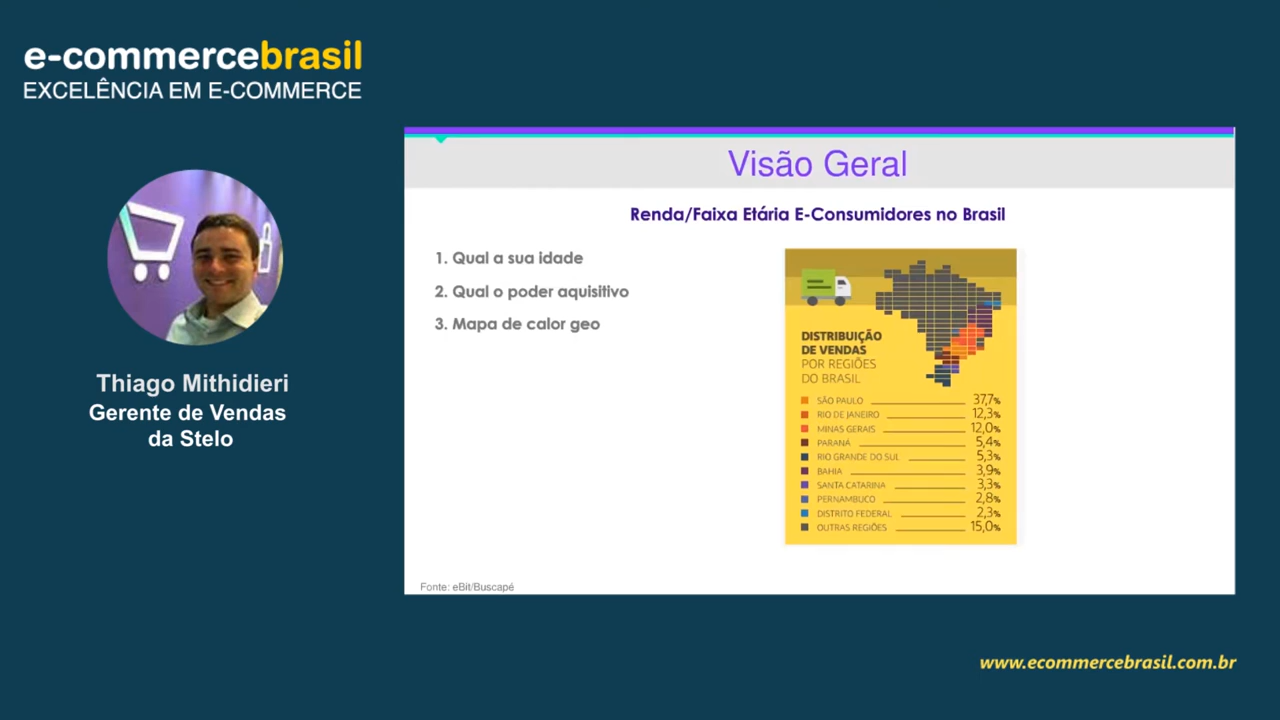 e-commercebrasil
EXCELÊNCIA EM E-COMMERCE
Thiago Mithidieri
Gerente de Vendas
da Stelo
Visão Geral
Renda/Faixa Etária E-Consumidores no Brasil
1. Qual a sua idade
2. Qual o poder aquisitivo
3. Mapa de calor geo
DISTRIBUIÇÃO
DE VENDAS
POR REGIÕES
DO BRASIL
SÃO PAULO 37,7%
RIO DE JANEIRO 12,3%
MINAS GERAIS 12,0%
PARANÁ 5,4%
RIO GRANDE DO SUL 5,3%
BAHIA 3,9%
SANTA CATARINA 3,3%
PERNAMBUCO 2,8%
DISTRITO FEDERAL 2,3%
OUTRAS REGIÕES 15,0%
Fonte: eBit/Buscapé
www.ecommercebrasil.com.br